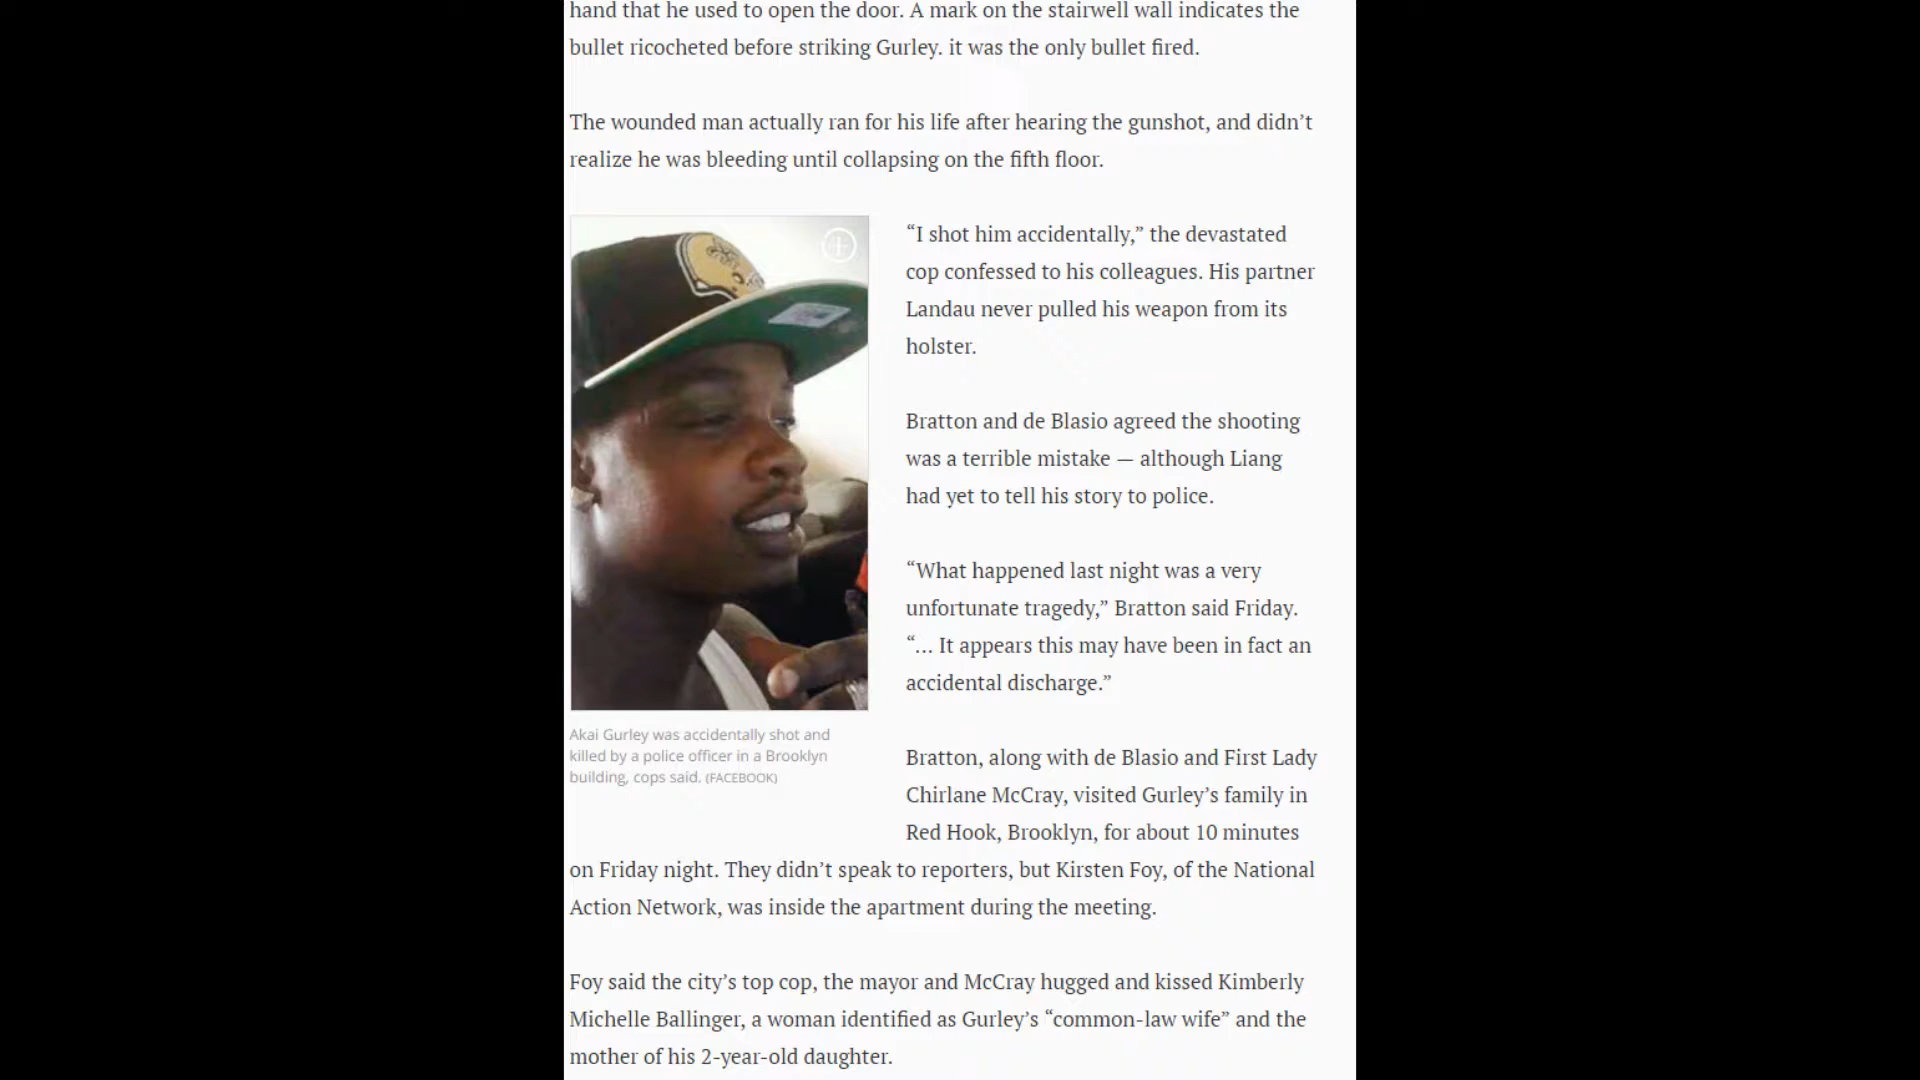 hand that he used to open the door. A mark on the stairwell wall indicates the
bullet ricocheted before striking Gurley. it was the only bullet fired.
The wounded man actually ran for his life after hearing the gunshot, and didn’t
realize he was bleeding until collapsing on the fifth floor.
“I shot him accidentally,” the devastated
cop confessed to his colleagues. His partner
Landau never pulled his weapon from its
holster.
Bratton and de Blasio agreed the shooting
was a terrible mistake — although Liang
had yet to tell his story to police.
“What happened last night was a very
unfortunate tragedy,” Bratton said Friday.
“... It appears this may have been in fact an
accidental discharge.”
Akai Gurley was accidentally shot and
killed by a police officer in a Brooklyn
building, cops said. (FACEBOOK)
Bratton, along with de Blasio and First Lady
Chirlane McCray, visited Gurley’s family in
Red Hook, Brooklyn, for about 10 minutes
on Friday night. They didn’t speak to reporters, but Kirsten Foy, of the National
Action Network, was inside the apartment during the meeting.
Foy said the city’s top cop, the mayor and McCray hugged and kissed Kimberly
Michelle Ballinger, a woman identified as Gurley’s “common-law wife” and the
mother of his 2-year-old daughter.